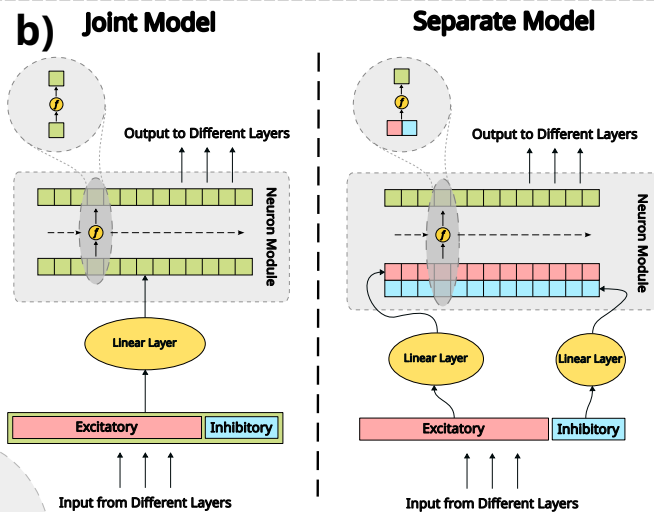 b)
Joint Model
f
Output to Different Layers
f
Neuron Module
Linear Layer
Excitatory
Inhibitory
Input from Different Layers
Separate Model
f
Output to Different Layers
f
Neuron Module
Linear Layer
Linear Layer
Excitatory
Inhibitory
Input from Different Layers